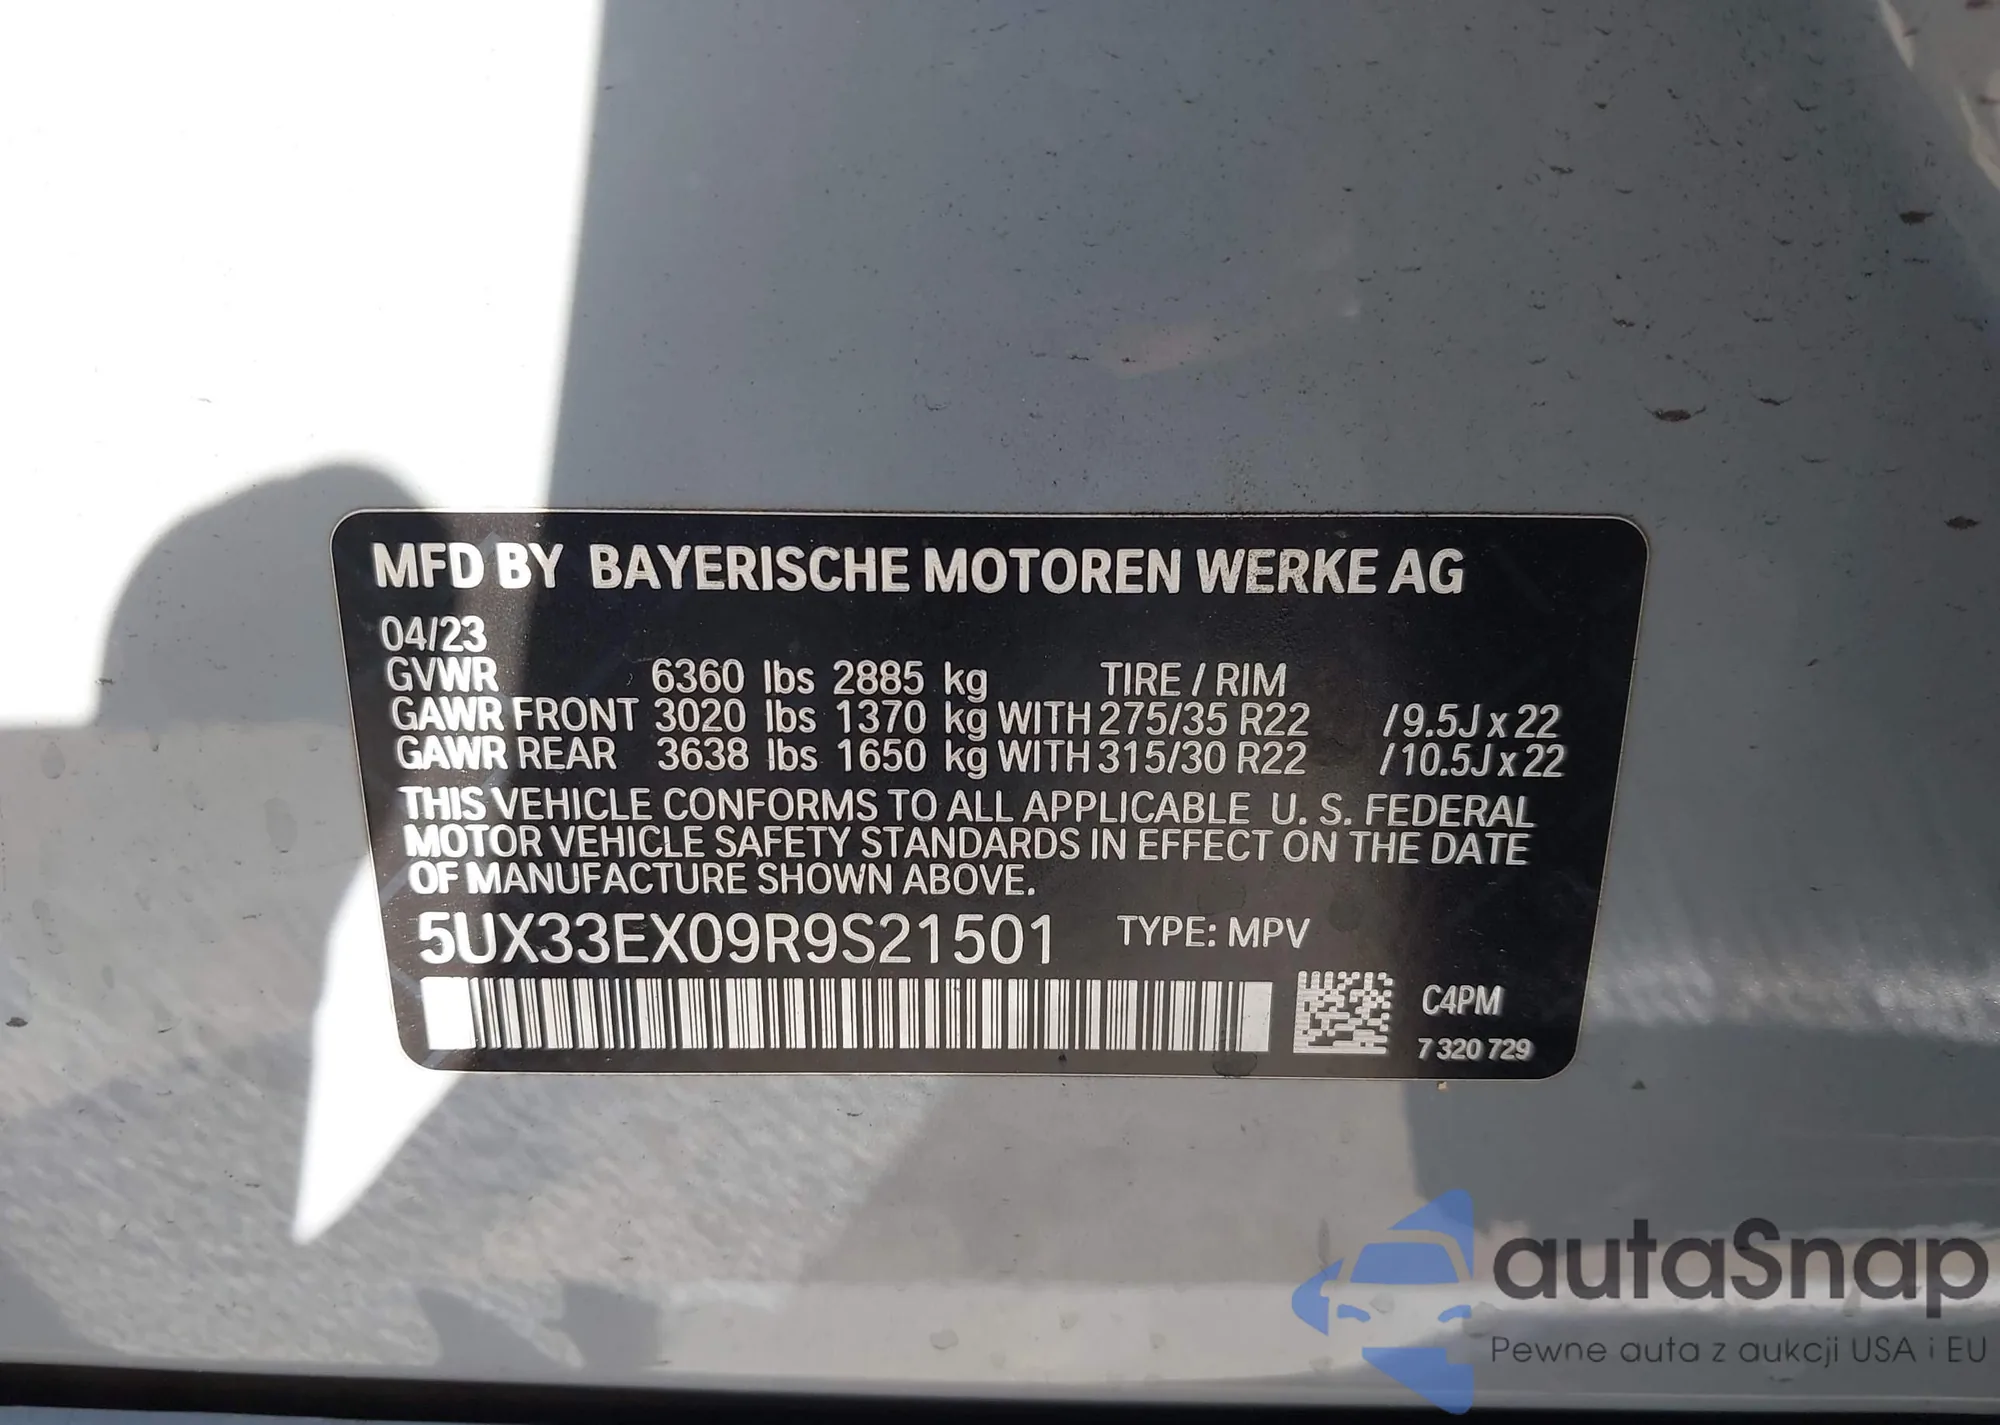 MFD BY BAYERISCHE MOTOREN WERKE AG
04/23
GVWR 6360 lbs 2885 kg TIRE / RIM
GAWR FRONT 3020 lbs 1370 kg WITH 275/35 R22 /9.5J x 22
GAWR REAR 3638 lbs 1650 kg WITH 315/30 R22 /10.5J x 22
THIS VEHICLE CONFORMS TO ALL APPLICABLE U. S. FEDERAL
MOTOR VEHICLE SAFETY STANDARDS IN EFFECT ON THE DATE
OF MANUFACTURE SHOWN ABOVE.
5UX33EX09R9S21501 TYPE: MPV
C4PM
7 320 729
autaSnap
Pewne auta z aukcji USA i EU